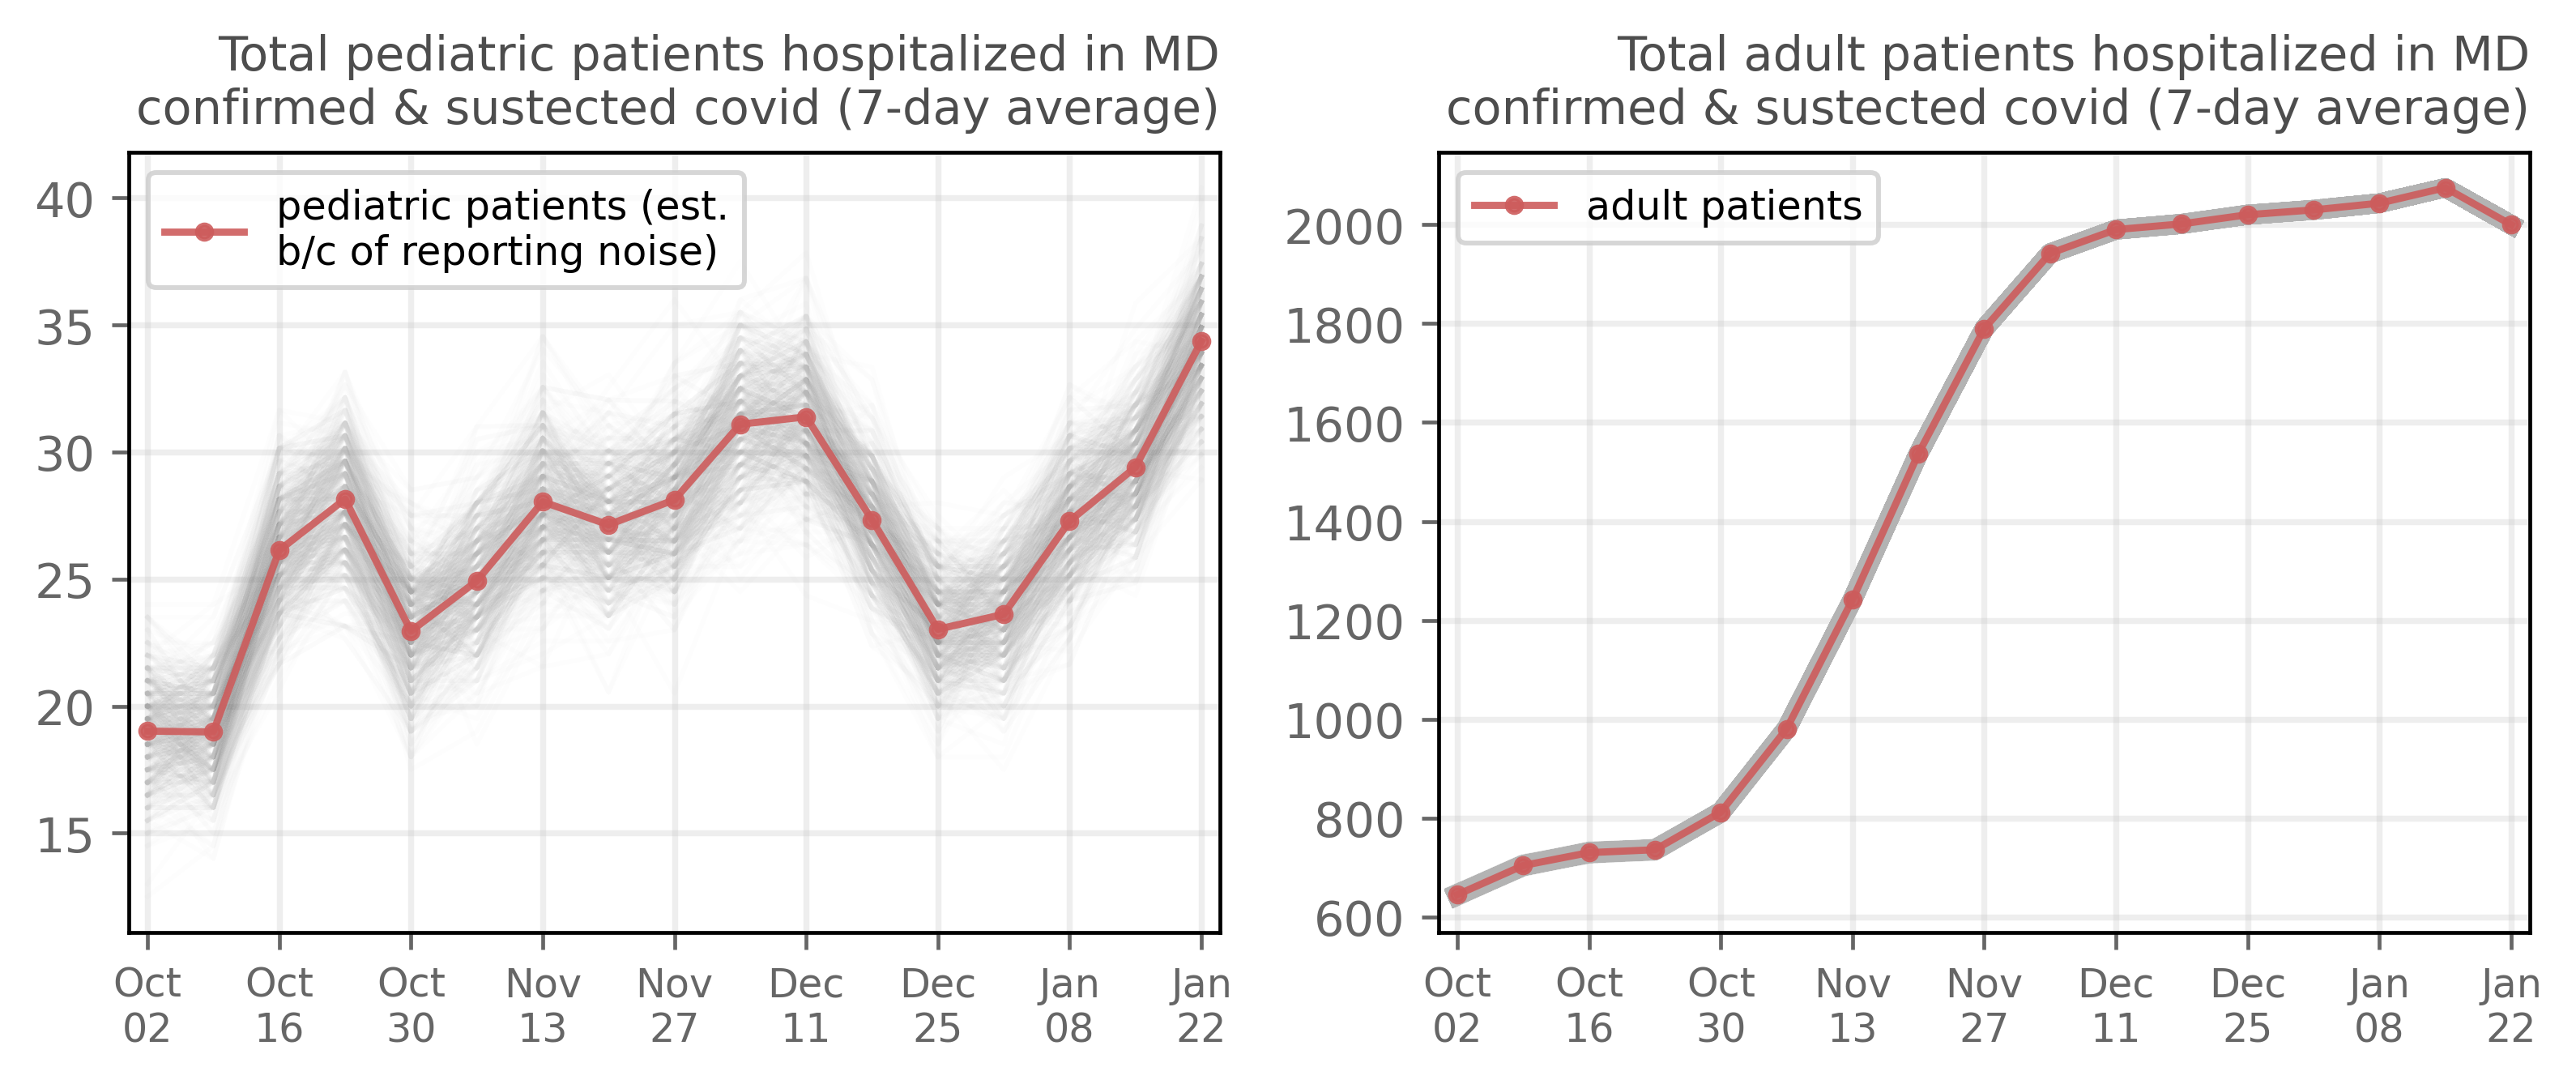 Total pediatric patients hospitalized in MD
confirmed & sustected covid (7-day average)
pediatric patients (est.
b/c of reporting noise)
40
35
30
25
20
15
Oct 02
Oct 16
Oct 30
Nov 13
Nov 27
Dec 11
Dec 25
Jan 08
Jan 22
Total adult patients hospitalized in MD
confirmed & sustected covid (7-day average)
adult patients
2000
1800
1600
1400
1200
1000
800
600
Oct 02
Oct 16
Oct 30
Nov 13
Nov 27
Dec 11
Dec 25
Jan 08
Jan 22